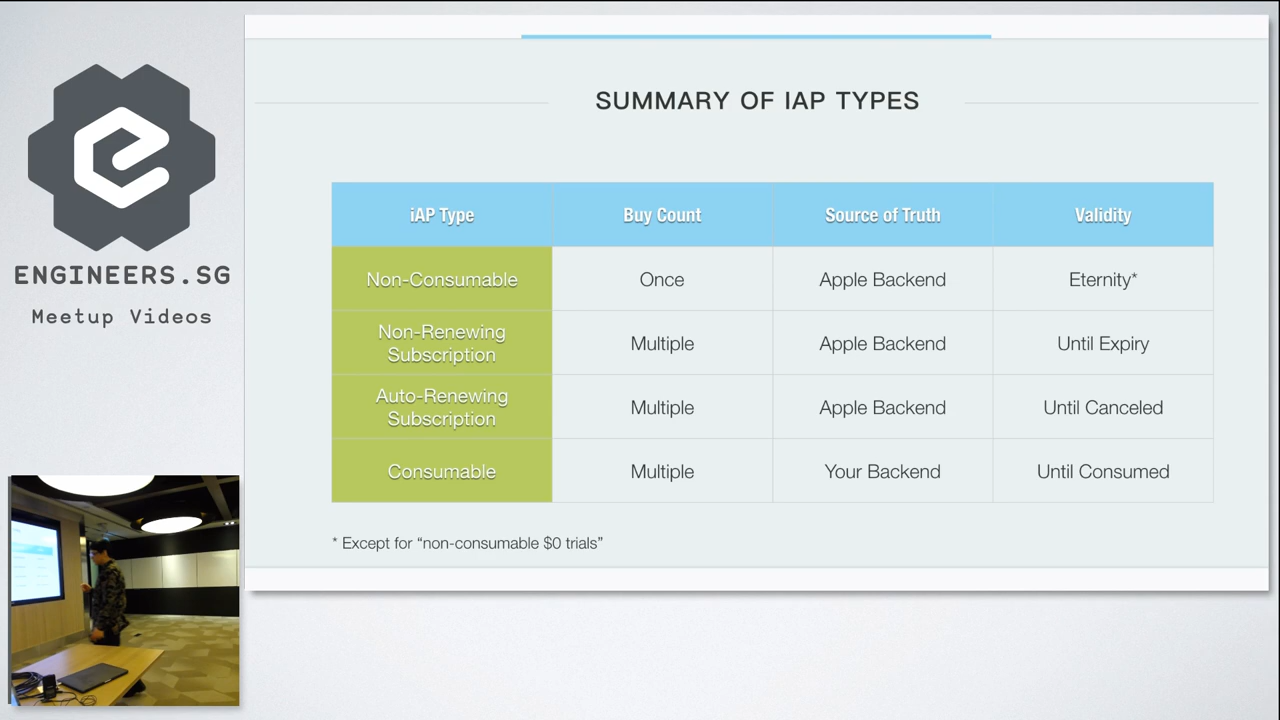 ENGINEERS.SG
Meetup Videos
SUMMARY OF IAP TYPES
iAP Type Buy Count Source of Truth Validity
Non-Consumable Once Apple Backend Eternity*
Non-Renewing
Subscription Multiple Apple Backend Until Expiry
Auto-Renewing
Subscription Multiple Apple Backend Until Canceled
Consumable Multiple Your Backend Until Consumed
* Except for “non-consumable $0 trials”